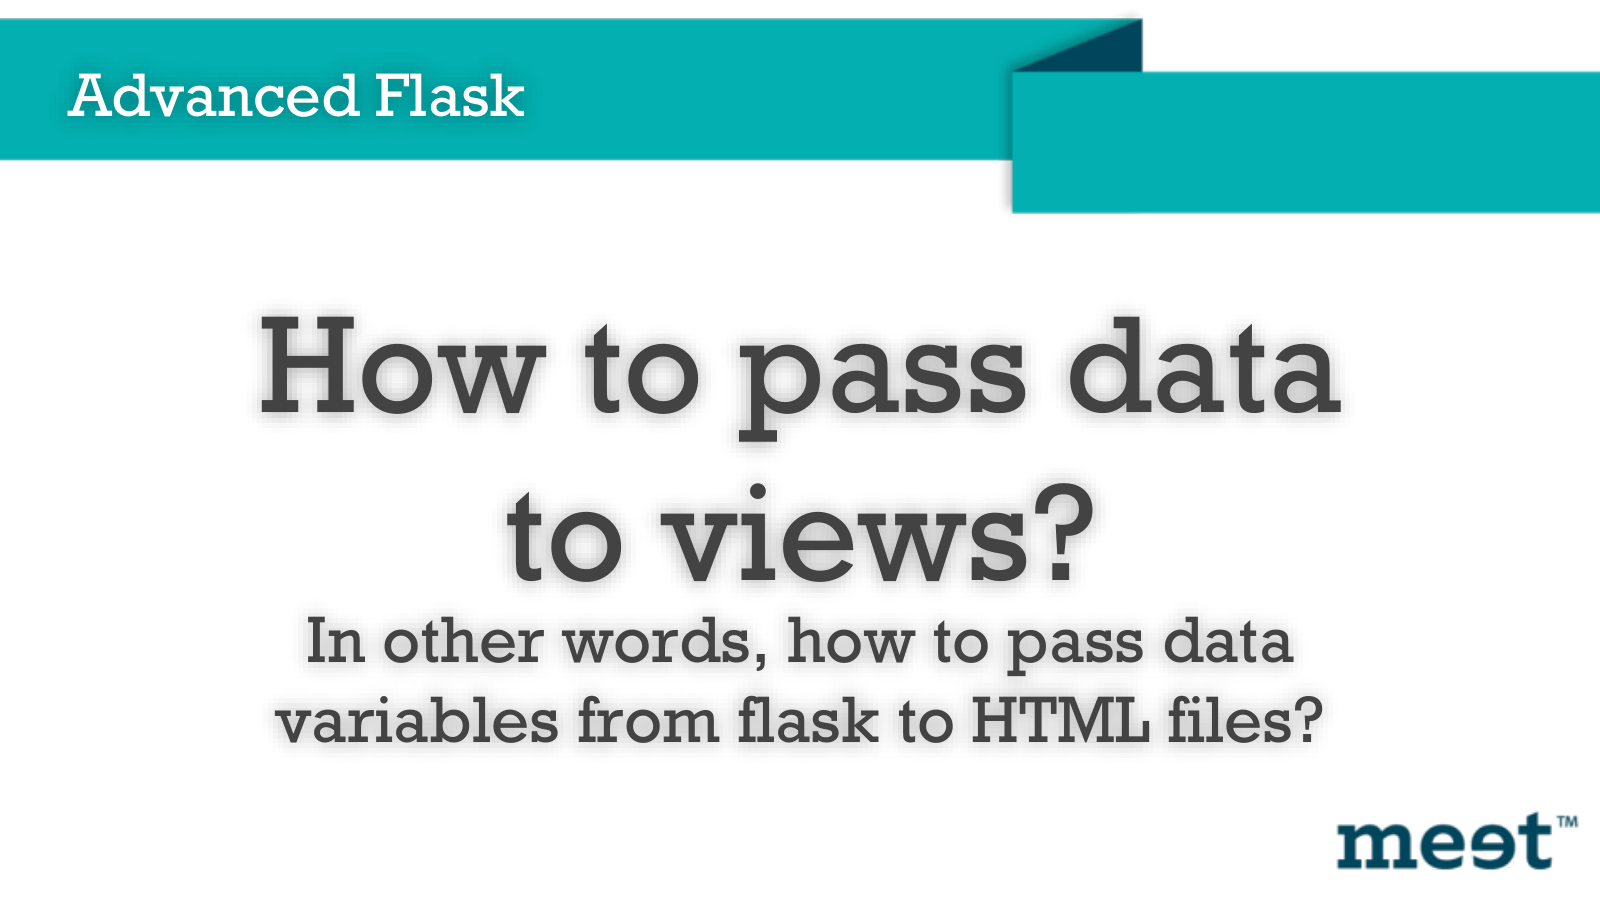 Advanced Flask
How to pass data
to views?
In other words, how to pass data
variables from flask to HTML files?
meet™